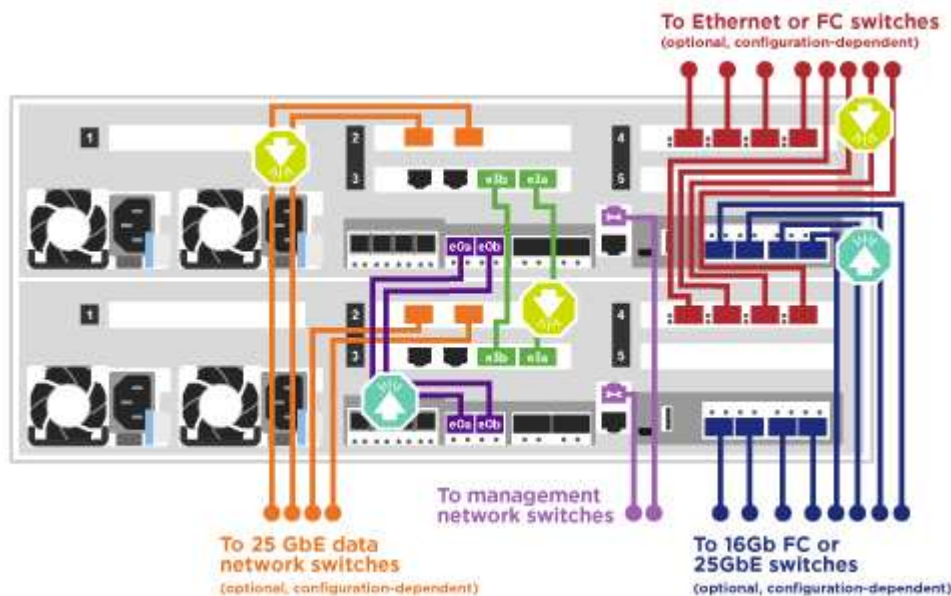 To Ethernet or FC switches
(optional, configuration-dependent)
1
2
4
3
e3b
e3a
5
e0a
e0b
1
2
4
3
e3b
e3a
5
e0a
e0b
To management
network switches
To 25 GbE data
network switches
(optional, configuration-dependent)
To 16Gb FC or
25GbE switches
(optional, configuration-dependent)